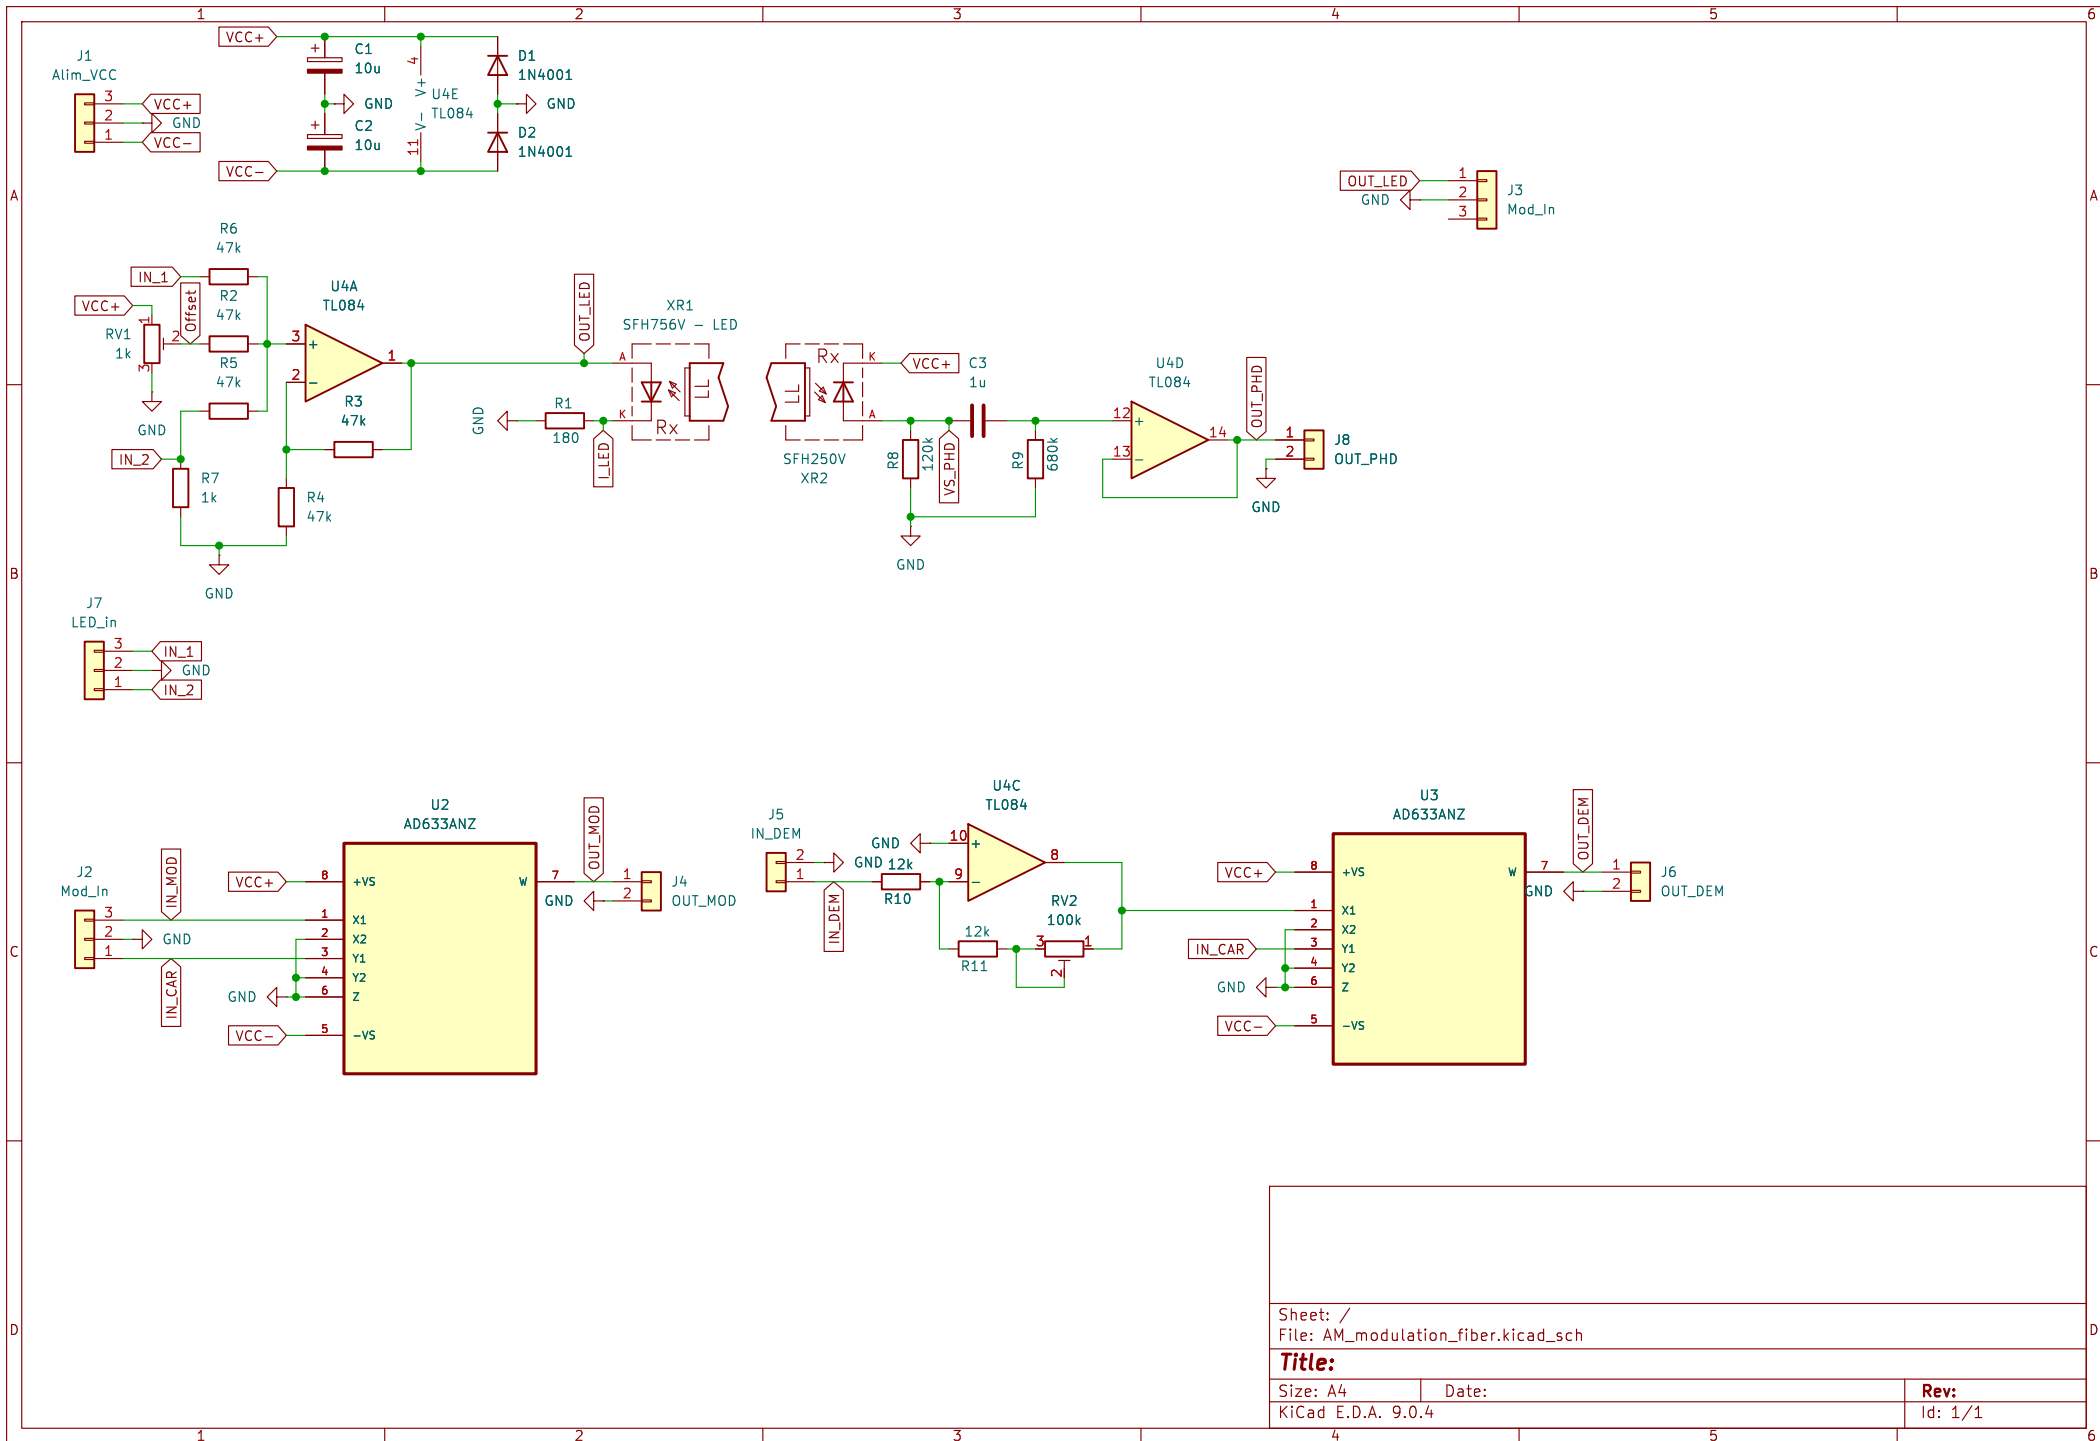 1 2 3 4 5 6
A A
B B
C C
D D
J1
Alim_VCC
3 VCC+
2 GND
1 VCC-
VCC+
VCC-
+ C1
10u
GND
+ C2
10u
4 V+
U4E
TL084
V- 11
D1
1N4001
GND
D2
1N4001
OUT_LED 1
GND 2
3
J3
Mod_In
R6
47k
IN_1
R2
47k
VCC+
Offset
RV1
1k
1
2
3
GND
R5
47k
IN_2
R7
1k
R4
47k
GND
U4A
TL084
3 +
2 -
1
R3
47k
OUT_LED
GND
R1
180
I_LED
XR1
SFH756V - LED
A
K
LL
Rx
Rx
LL
K
A
SFH250V
XR2
VCC+
C3
1u
R8
120k
VS_PHD
R9
680k
GND
U4D
TL084
12 +
13 -
14
OUT_PHD
1
2
J8
OUT_PHD
GND
J7
LED_in
3 IN_1
2 GND
1 IN_2
J2
Mod_In
3
2 GND
1
IN_MOD
IN_CAR
U2
AD633ANZ
VCC+ 8 +VS
1 X1
2 X2
3 Y1
4 Y2
GND 6 Z
VCC- 5 -VS
W 7
OUT_MOD
1
GND 2
J4
OUT_MOD
J5
IN_DEM
2 GND
1
IN_DEM
12k
R10
U4C
TL084
GND 10 +
9 -
8
12k
R11
RV2
100k
3 1
2
U3
AD633ANZ
VCC+ 8 +VS
1 X1
2 X2
IN_CAR 3 Y1
4 Y2
GND 6 Z
VCC- 5 -VS
W 7
OUT_DEM
1
GND 2
J6
OUT_DEM
Sheet: /
File: AM_modulation_fiber.kicad_sch
Title:
Size: A4 Date: Rev:
KiCad E.D.A. 9.0.4 Id: 1/1
1 2 3 4 5 6